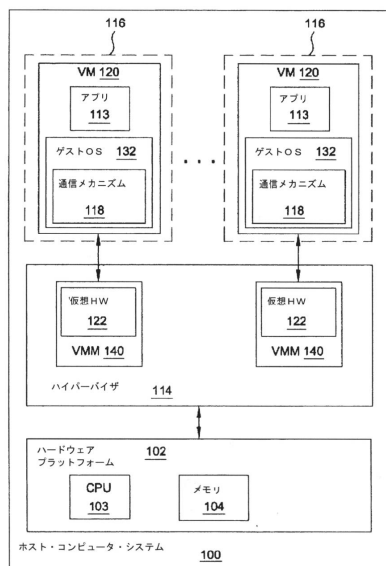 116
116
VM 120
アプリ
113
ゲストOS 132
通信メカニズム
118
VM 120
アプリ
113
ゲストOS 132
通信メカニズム
118
仮想HW
122
VMM 140
仮想HW
122
VMM 140
ハイパーバイザ
114
ハードウェア
プラットフォーム
102
CPU
103
メモリ
104
ホスト・コンピュータ・システム
100